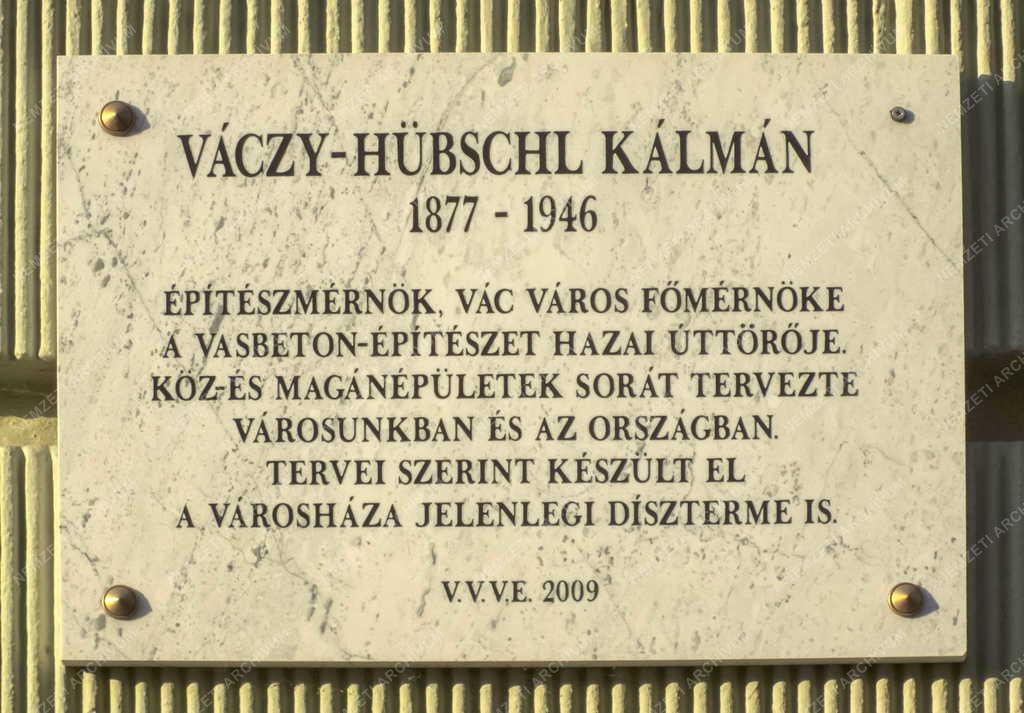 VÁCZY-HÜBSCHL KÁLMÁN
1877 - 1946
ÉPÍTÉSZMÉRNÖK, VÁC VÁROS FŐMÉRNÖKE
A VASBETON-ÉPÍTÉSZET HAZAI ÚTTÖRŐJE.
KÖZ-ÉS MAGÁNÉPÜLETEK SORÁT TERVEZTE
VÁROSUNKBAN ÉS AZ ORSZÁGBAN.
TERVEI SZERINT KÉSZÜLT EL
A VÁROSHÁZA JELENLEGI DÍSZTERME IS.
V.V.V.E. 2009